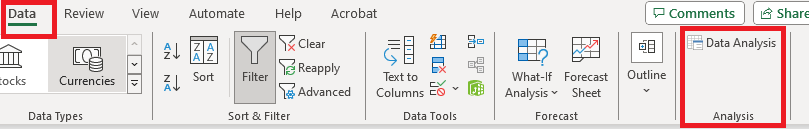 Data Review View Automate Help Acrobat Comments Share
Clear
Reapply
Advanced
Data Analysis
tocks Currencies
Sort
Filter
Text to
Columns
What-If
Analysis
Forecast
Sheet
Outline
Data Types Sort & Filter Data Tools Forecast Analysis